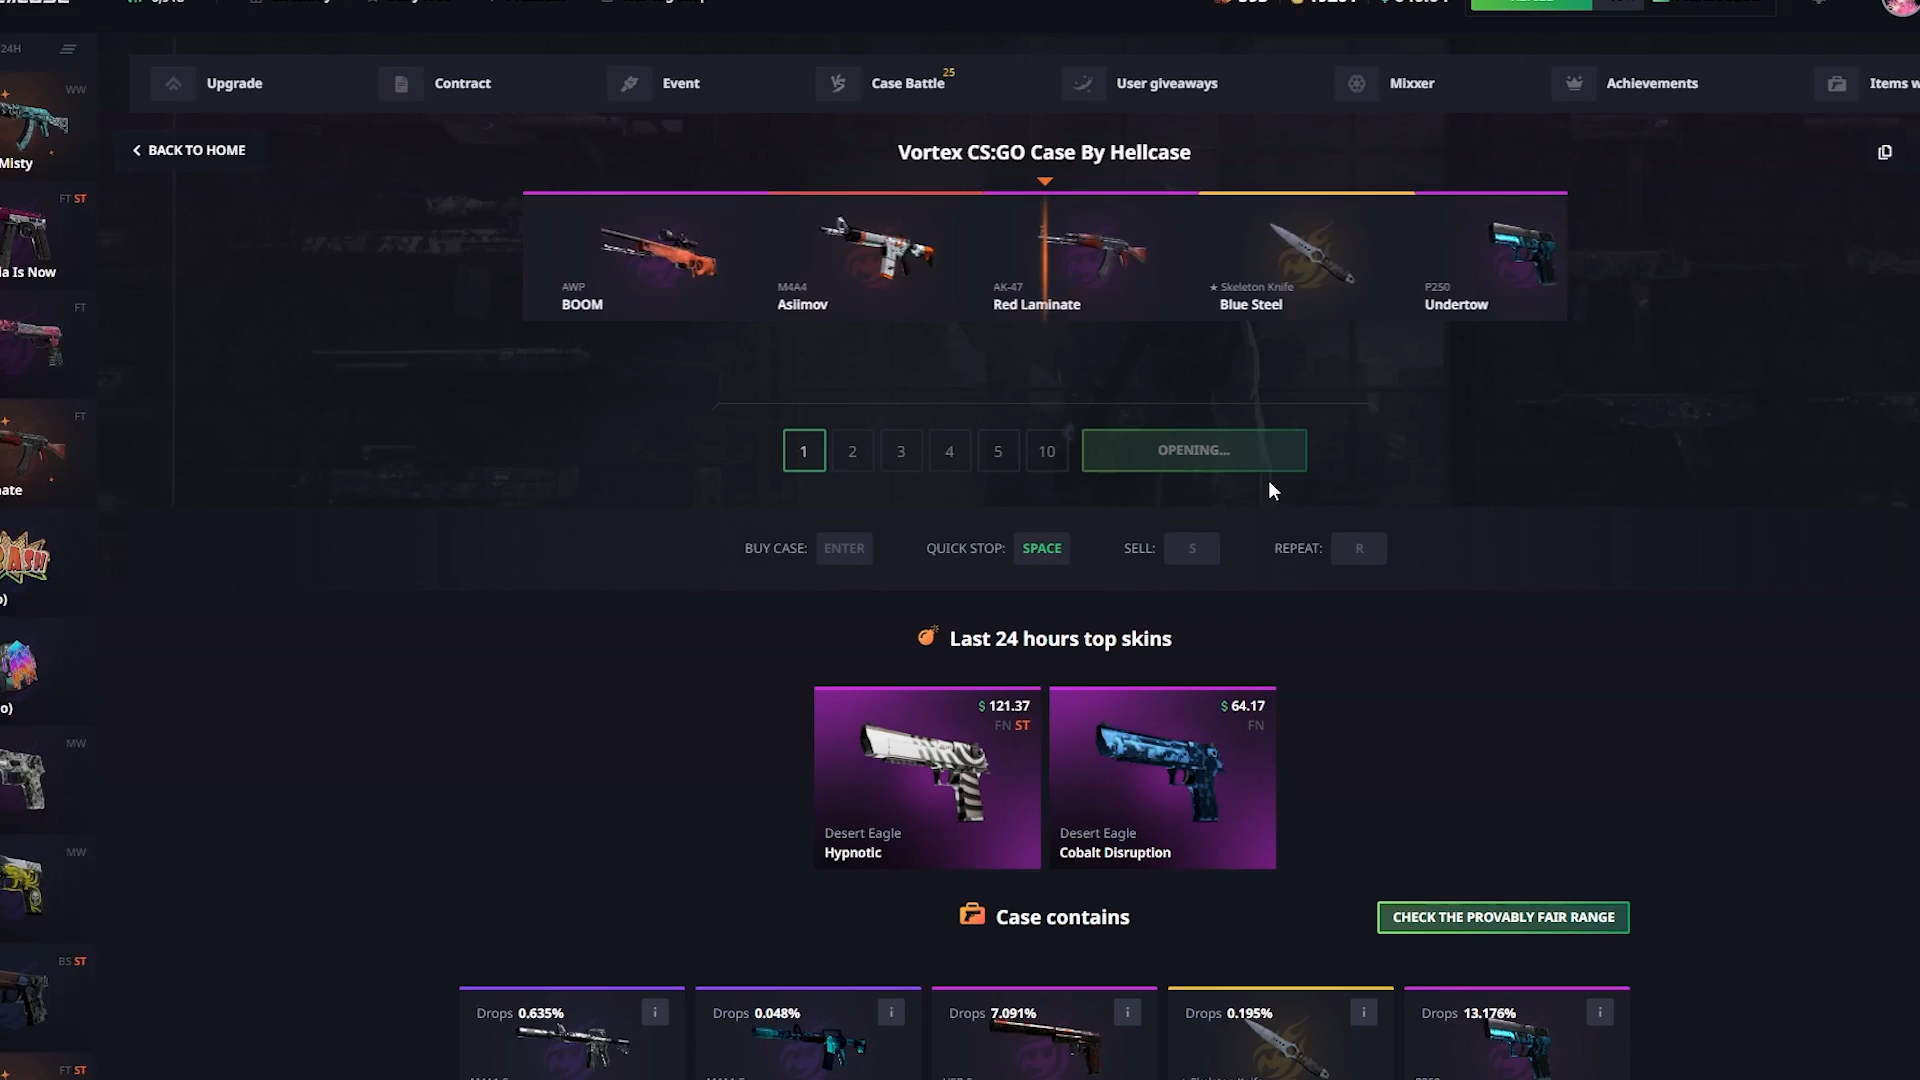 24H
Upgrade
Contract
Event
Case Battle 25
User giveaways
Mixxer
Achievements
Items w
WW
Misty
FT ST
ia Is Now
FT
FT
nate
o)
o)
MW
MW
BS ST
FT ST
BACK TO HOME
Vortex CS:GO Case By Hellcase
AWP
BOOM
M4A4
Asiimov
AK-47
Red Laminate
★ Skeleton Knife
Blue Steel
P250
Undertow
1
2
3
4
5
10
OPENING...
BUY CASE: ENTER
QUICK STOP: SPACE
SELL: S
REPEAT: R
Last 24 hours top skins
$ 121.37
FN ST
Desert Eagle
Hypnotic
$ 64.17
FN
Desert Eagle
Cobalt Disruption
Case contains
CHECK THE PROVABLY FAIR RANGE
Drops 0.635%
Drops 0.048%
Drops 7.091%
Drops 0.195%
Drops 13.176%